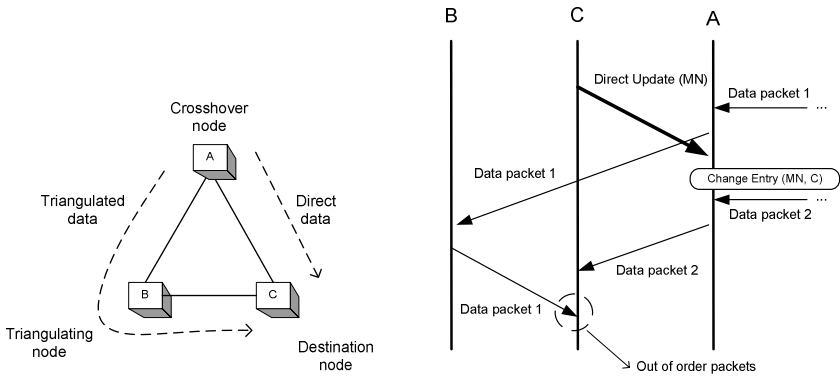 Crosshover
node
A
Triangulated
data
Direct
data
B
C
Triangulating
node
Destination
node
B
C
A
Direct Update (MN)
Data packet 1
...
Data packet 1
Change Entry (MN, C)
...
Data packet 2
Data packet 2
Data packet 1
Out of order packets